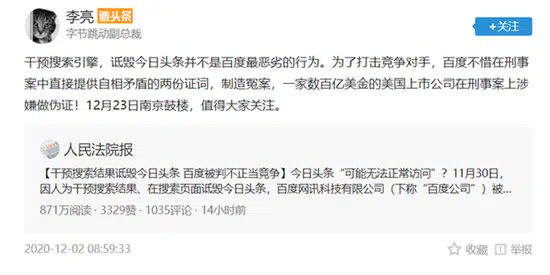 李亮 微头条
字节跳动副总裁
+关注
干预搜索引擎，诋毁今日头条并不是百度最恶劣的行为。为了打击竞争对手，百度不惜在刑事
案中直接提供自相矛盾的两份证词，制造冤案，一家数百亿美金的美国上市公司在刑事案上涉
嫌做伪证！12月23日南京鼓楼，值得大家关注。
人民法院报
【干预搜索结果诋毁今日头条 百度被判不正当竞争】今日头条“可能无法正常访问”？11月30日，
因人为干预搜索结果、在搜索页面诋毁今日头条，百度网讯科技有限公司（下称“百度公司”）被...
871万阅读 · 3329赞 · 1035评论 · 14小时前
2020-12-02 08:59:33
收藏 举报